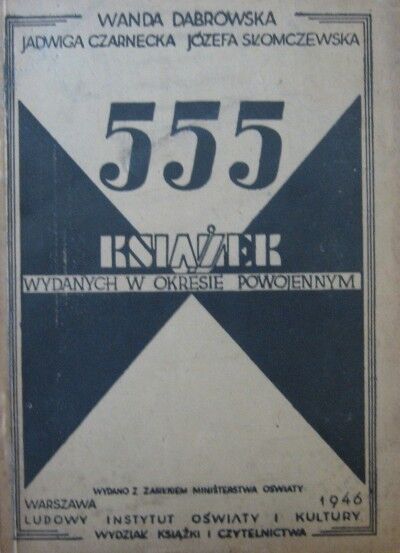 WANDA DĄBROWSKA
JADWIGA CZARNECKA JÓZEFA SŁOMCZEWSKA
555
KSIĄŻEK
WYDANYCH W OKRESIE POWOJENNYM
WYDANO Z ZASIŁKIEM MINISTERSTWA OŚWIATY
WARSZAWA 1946
LUDOWY INSTYTUT OŚWIATY I KULTURY
WYDZIAŁ KSIĄŻKI I CZYTELNICTWA